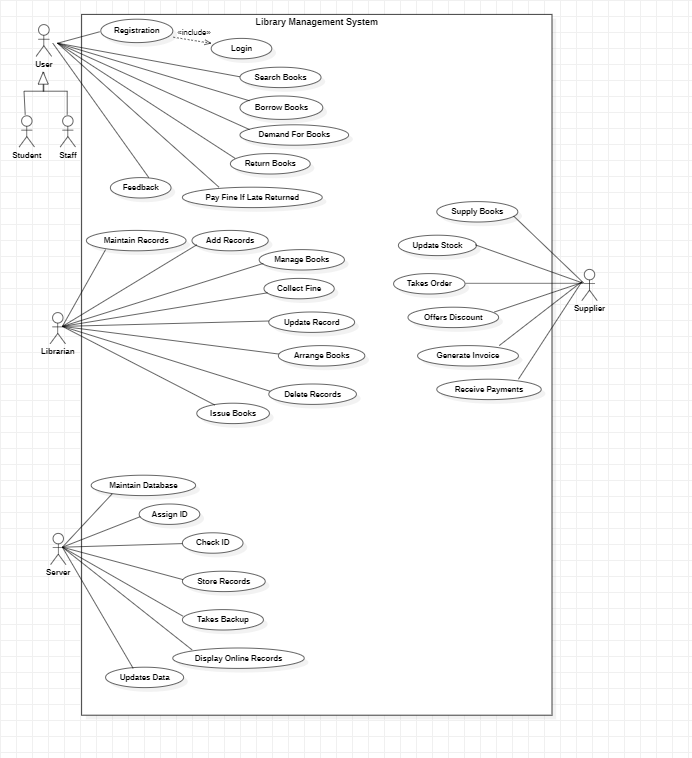 Library Management System
Registration
«include»
Login
User
Search Books
Borrow Books
Demand For Books
Student
Staff
Return Books
Feedback
Pay Fine If Late Returned
Supply Books
Maintain Records
Add Records
Update Stock
Manage Books
Takes Order
Collect Fine
Supplier
Offers Discount
Update Record
Librarian
Arrange Books
Generate Invoice
Delete Records
Receive Payments
Issue Books
Maintain Database
Assign ID
Check ID
Server
Store Records
Takes Backup
Display Online Records
Updates Data